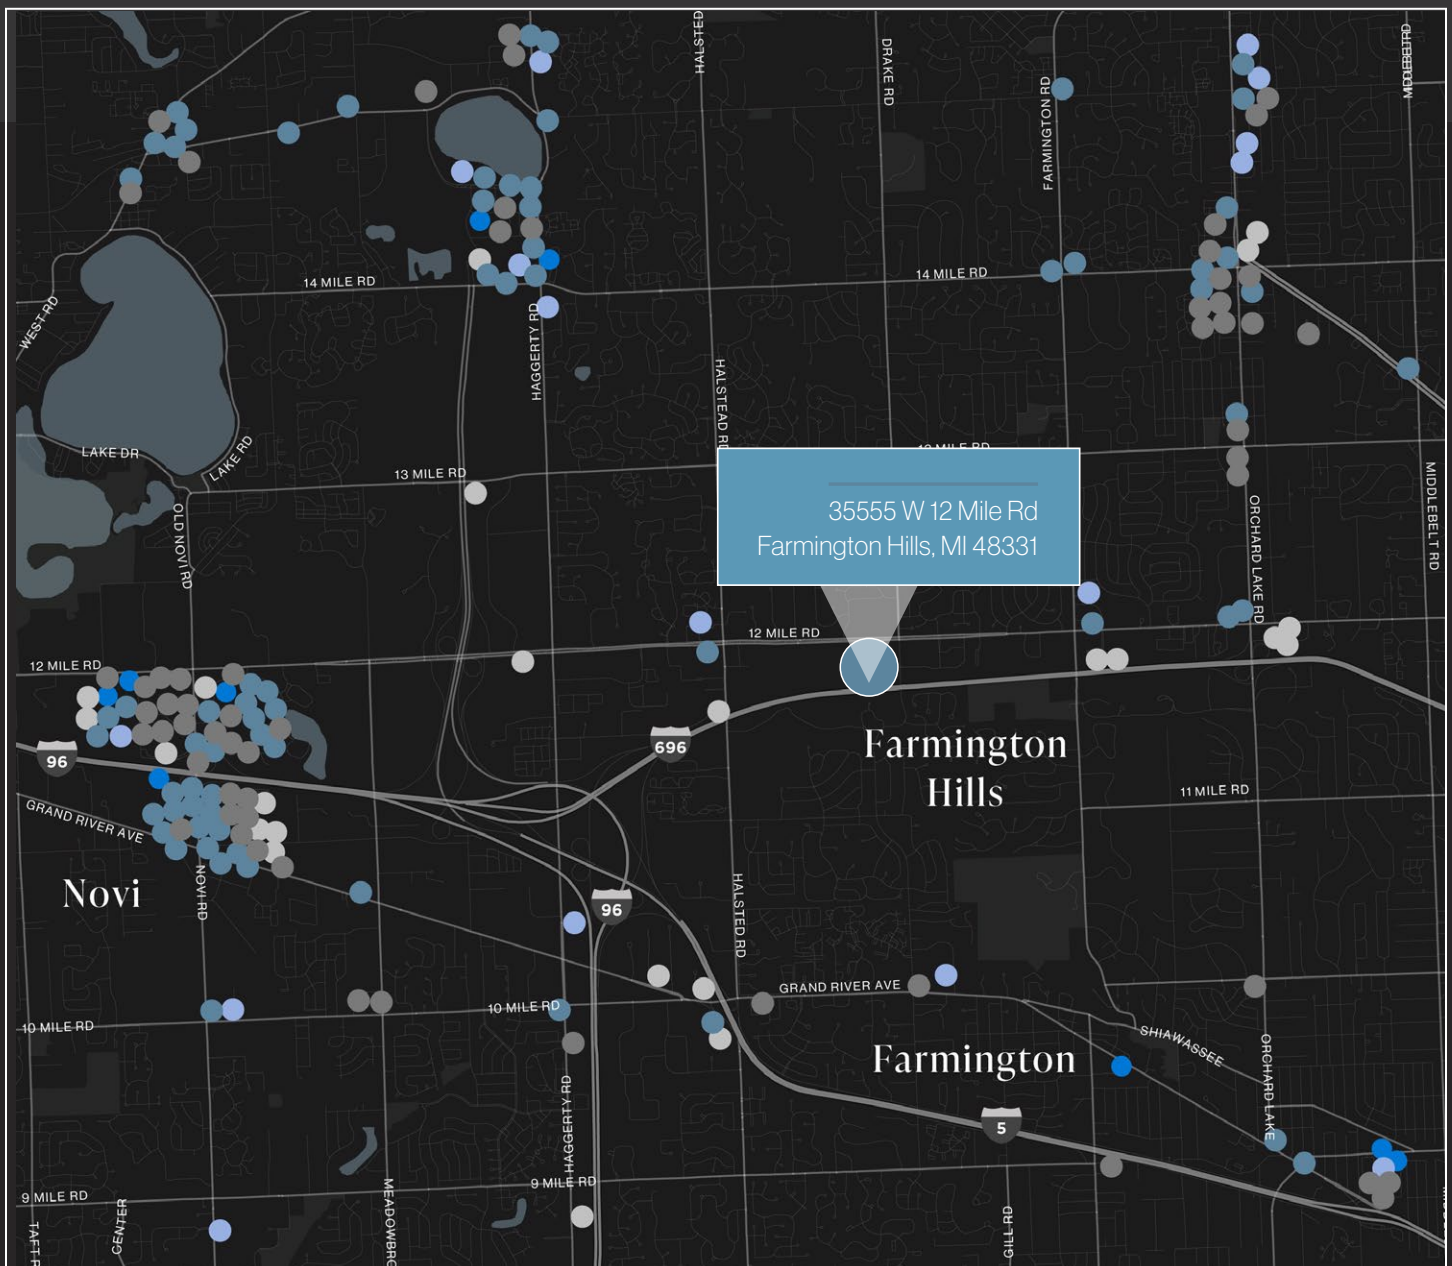 HALSTED
DRAKE RD
FARMINGTON RD
14 MILE RD
14 MILE RD
WEST RD
HAGGERTY RD
HALSTEAD RD
LAKE DR
LAKE RD
13 MILE RD
35555 W 12 Mile Rd
Farmington Hills, MI 48331
MIDDLEBELT RD
OLD NOVI RD
ORCHARD LAKE RD
12 MILE RD
12 MILE RD
96
696
Farmington
Hills
11 MILE RD
GRAND RIVER AVE
Novi
NOVI RD
HALSTED RD
96
GRAND RIVER AVE
10 MILE RD
10 MILE RD
SHIAWASSEE
Farmington
ORCHARD LAKE
5
HAGGERTY RD
9 MILE RD
9 MILE RD
CENTER
TAFT R
MEADOWBRO
GILL RD